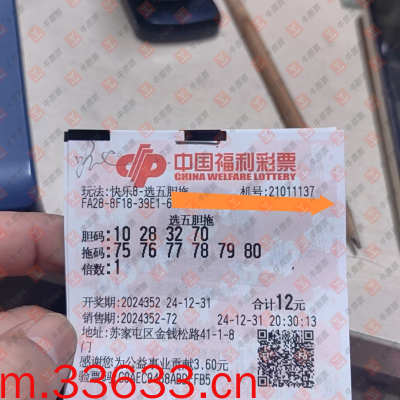 中国福利彩票
CHINA WELFARE LOTTERY
玩法:快乐8-选五胆拖 机号:21011137
FA28-8F18-39E1-6
选五胆拖
胆码:10 28 32 70
拖码:75 76 77 78 79 80
倍数:1
开奖期:2024352 24-12-31 合计12元
销售期:2024352-72 24-12-31 20:30:13
地址:苏家屯区金钱松路41-1-8
门
感谢您为公益事业贡献3.60元
m.33633.cn